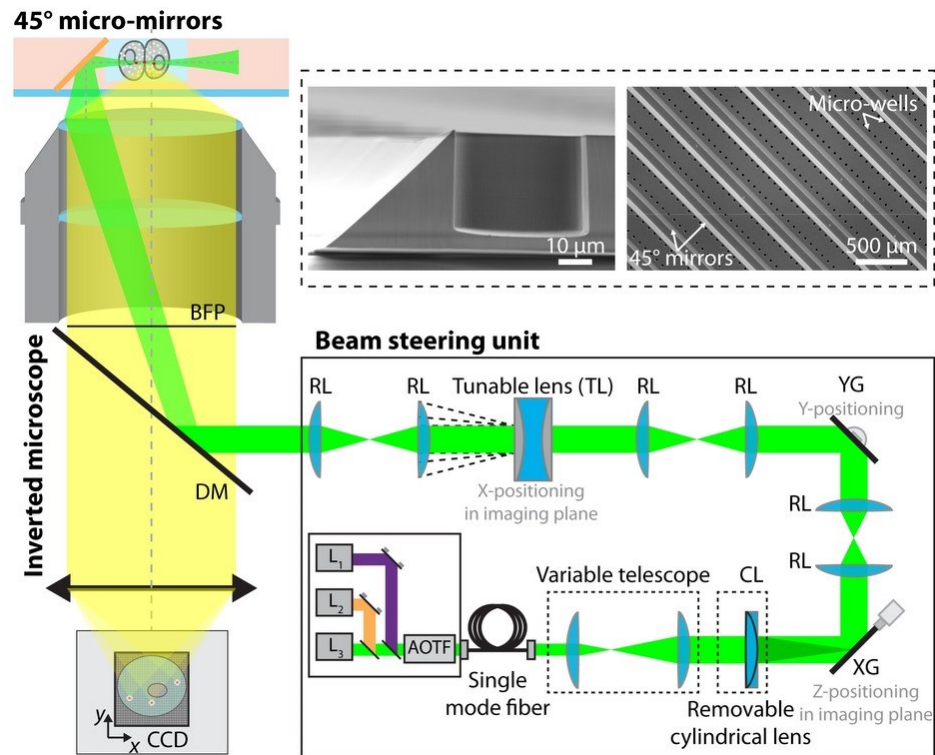 45° micro-mirrors
Micro-wells
10 µm
45° mirrors
500 µm
BFP
Inverted microscope
DM
Beam steering unit
RL
RL
Tunable lens (TL)
RL
RL
YG
Y-positioning
X-positioning
in imaging plane
RL
RL
L1
L2
L3
AOTF
Single
mode fiber
Variable telescope
CL
Removable
cylindrical lens
XG
Z-positioning
in imaging plane
y
x
CCD